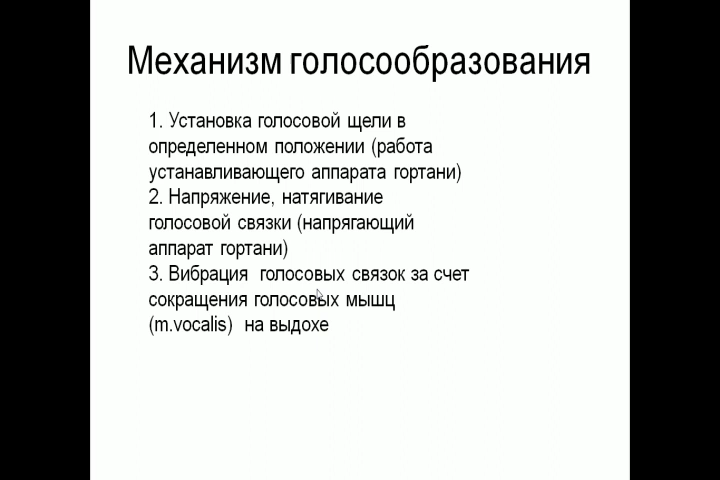 Механизм голосообразования
1. Установка голосовой щели в
определенном положении (работа
устанавливающего аппарата гортани)
2. Напряжение, натягивание
голосовой связки (напрягающий
аппарат гортани)
3. Вибрация голосовых связок за счет
сокращения голосовых мышц
(m.vocalis) на выдохе